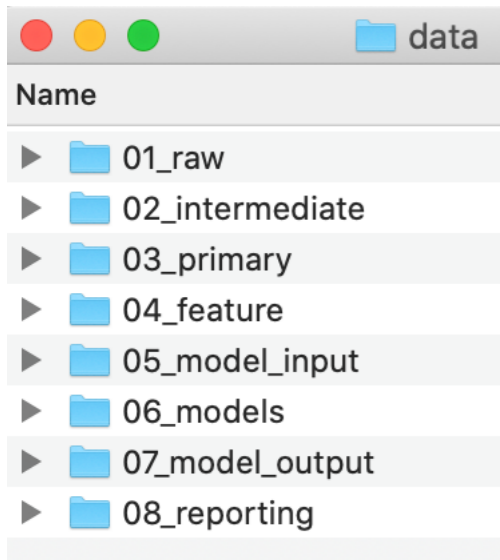 data
Name
01_raw
02_intermediate
03_primary
04_feature
05_model_input
06_models
07_model_output
08_reporting